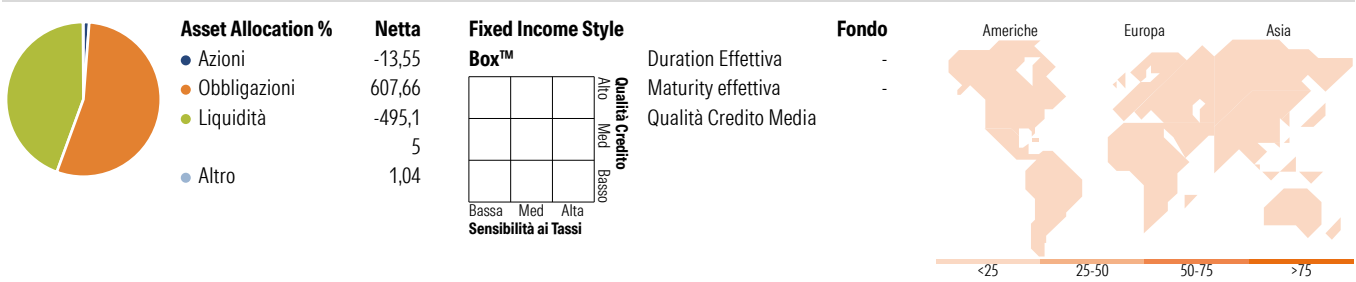 Asset Allocation % Netta
Azioni -13,55
Obbligazioni 607,66
Liquidità -495,1
5
Altro 1,04
Fixed Income Style
Box™
Alto Med Basso
Qualità Credito
Bassa Med Alta
Sensibilità ai Tassi
Fondo
Duration Effettiva -
Maturity effettiva -
Qualità Credito Media
Americhe Europa Asia
<25 25-50 50-75 >75